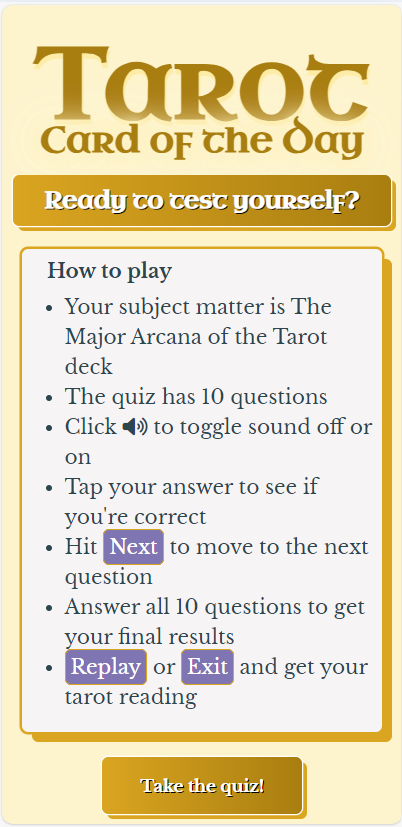 Tarot
Card of the Day
Ready to test yourself?
How to play
Your subject matter is The
Major Arcana of the Tarot
deck
The quiz has 10 questions
Click to toggle sound off or
on
Tap your answer to see if
you're correct
Hit Next to move to the next
question
Answer all 10 questions to get
your final results
Replay or Exit and get your
tarot reading
Take the quiz!